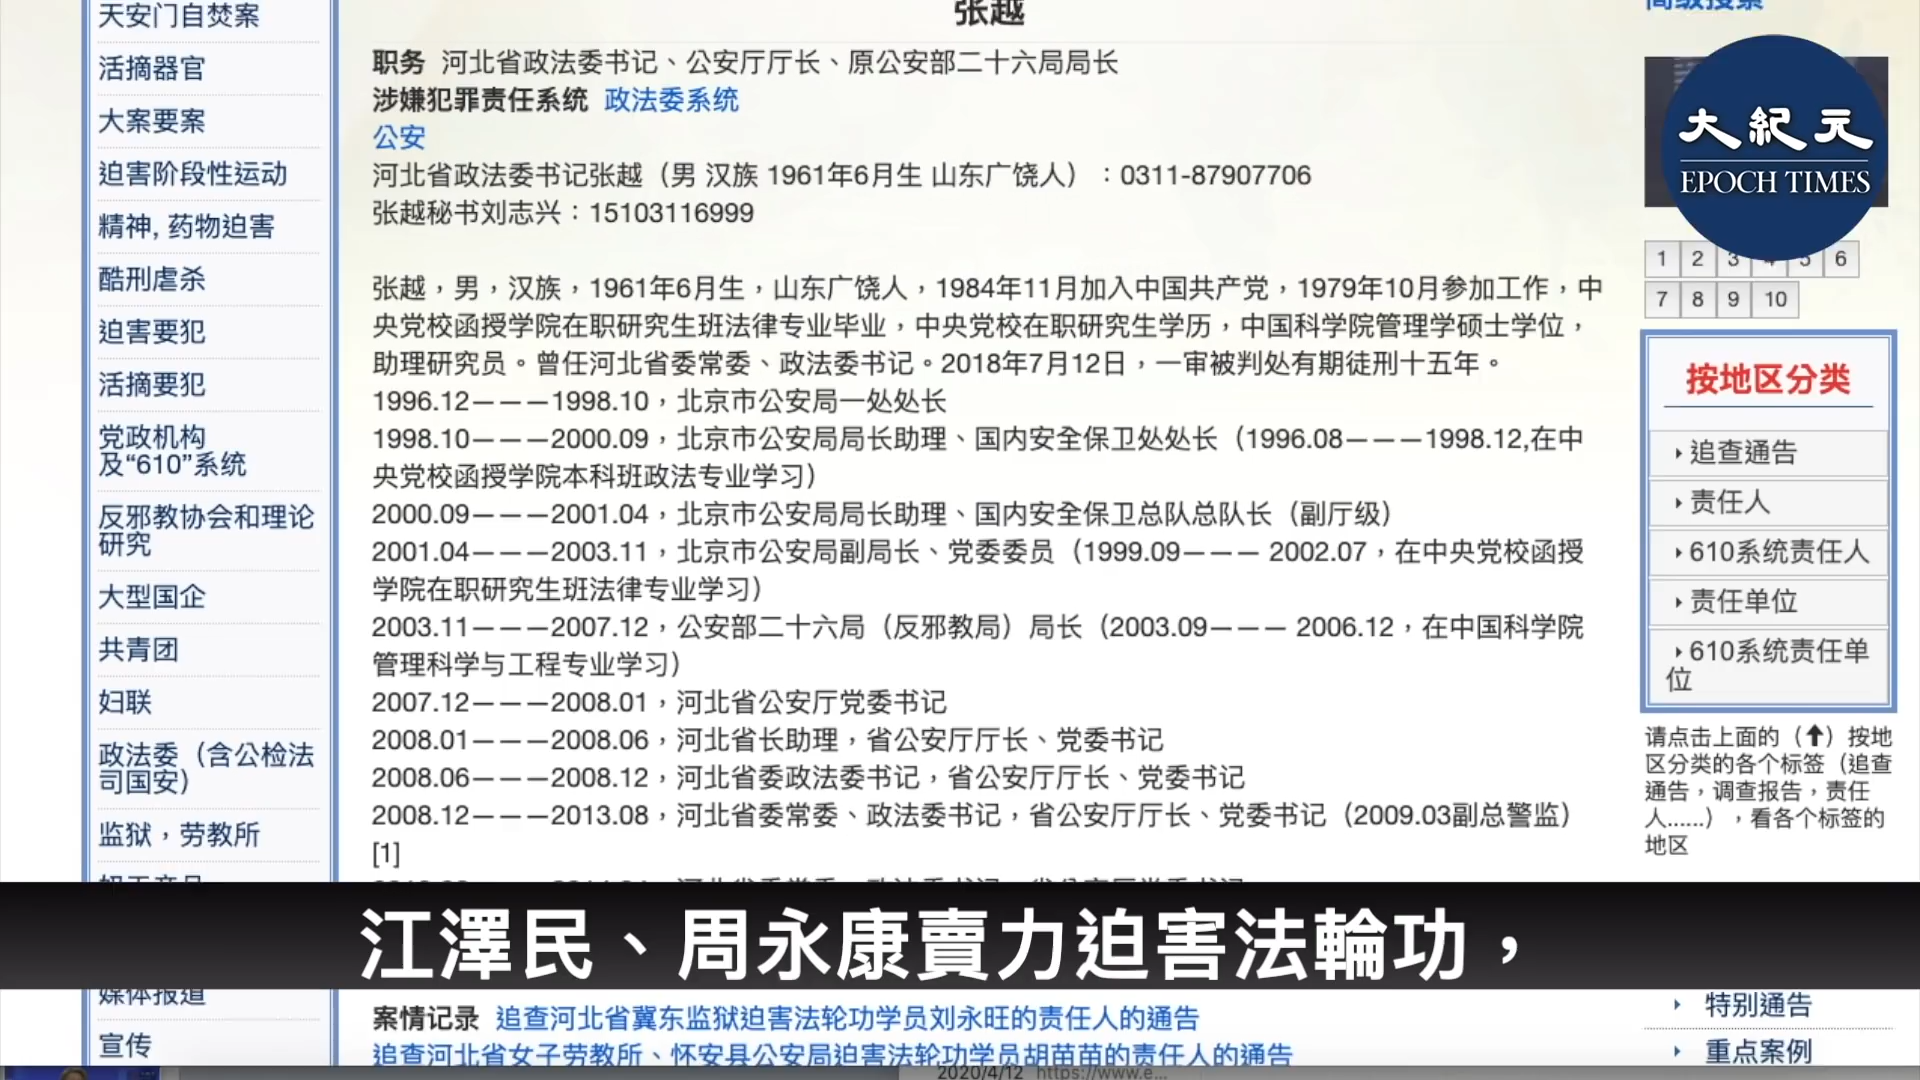 天安门自焚案
活摘器官
大案要案
迫害阶段性运动
精神, 药物迫害
酷刑虐杀
迫害要犯
活摘要犯
党政机构
及“610”系统
反邪教协会和理论
研究
大型国企
共青团
妇联
政法委（含公检法
司国安）
监狱，劳教所
媒体报道
宣传
张越
职务 河北省政法委书记、公安厅厅长、原公安部二十六局局长
涉嫌犯罪责任系统 政法委系统
公安
河北省政法委书记张越（男 汉族 1961年6月生 山东广饶人）：0311-87907706
张越秘书刘志兴：15103116999
张越，男，汉族，1961年6月生，山东广饶人，1984年11月加入中国共产党，1979年10月参加工作，中
央党校函授学院在职研究生班法律专业毕业，中央党校在职研究生学历，中国科学院管理学硕士学位，
助理研究员。曾任河北省委常委、政法委书记。2018年7月12日，一审被判处有期徒刑十五年。
1996.12———1998.10，北京市公安局一处处长
1998.10———2000.09，北京市公安局局长助理、国内安全保卫处处长（1996.08———1998.12,在中
央党校函授学院本科班政法专业学习）
2000.09———2001.04，北京市公安局局长助理、国内安全保卫总队总队长（副厅级）
2001.04———2003.11，北京市公安局副局长、党委委员（1999.09——— 2002.07，在中央党校函授
学院在职研究生班法律专业学习）
2003.11———2007.12，公安部二十六局（反邪教局）局长（2003.09——— 2006.12，在中国科学院
管理科学与工程专业学习）
2007.12———2008.01，河北省公安厅党委书记
2008.01———2008.06，河北省长助理，省公安厅厅长、党委书记
2008.06———2008.12，河北省委政法委书记，省公安厅厅长、党委书记
2008.12———2013.08，河北省委常委、政法委书记，省公安厅厅长、党委书记（2009.03副总警监）
[1]
江澤民、周永康賣力迫害法輪功，
案情记录 追查河北省冀东监狱迫害法轮功学员刘永旺的责任人的通告
追查河北省女子劳教所、怀安县公安局迫害法轮功学员胡苗苗的责任人的通告
2020/4/12 https://www.e...
高级搜索
大紀元
EPOCH TIMES
1 2 3 4 5 6
7 8 9 10
按地区分类
追查通告
责任人
610系统责任人
责任单位
610系统责任单
位
请点击上面的（↑）按地
区分类的各个标签（追查
通告，调查报告，责任
人......），看各个标签的
地区
特别通告
重点案例